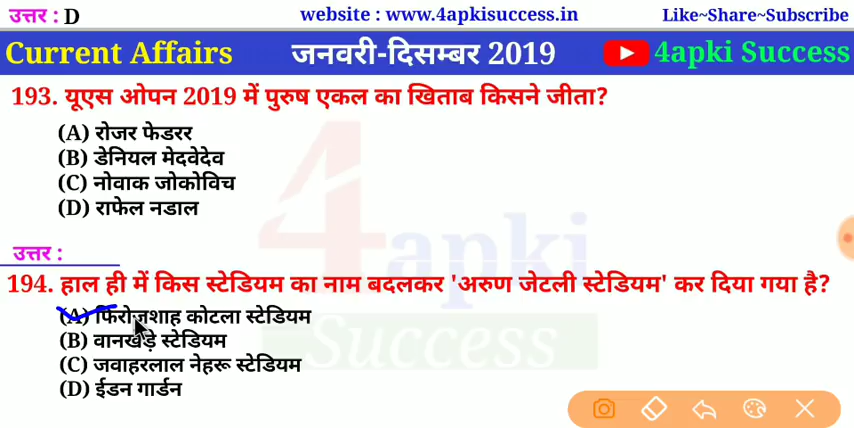 उत्तर : D website : www.4apkisuccess.in Like~Share~Subscribe
Current Affairs जनवरी-दिसम्बर 2019 4apki Success
193. यूएस ओपन 2019 में पुरुष एकल का खिताब किसने जीता?
(A) रोजर फेडरर
(B) डेनियल मेदवेदेव
(C) नोवाक जोकोविच
(D) राफेल नडाल
4apki
उत्तर :
194. हाल ही में किस स्टेडियम का नाम बदलकर 'अरुण जेटली स्टेडियम' कर दिया गया है?
(A) फिरोजशाह कोटला स्टेडियम
(B) वानखेड़े स्टेडियम
Success
(C) जवाहरलाल नेहरू स्टेडियम
(D) ईडन गार्डन